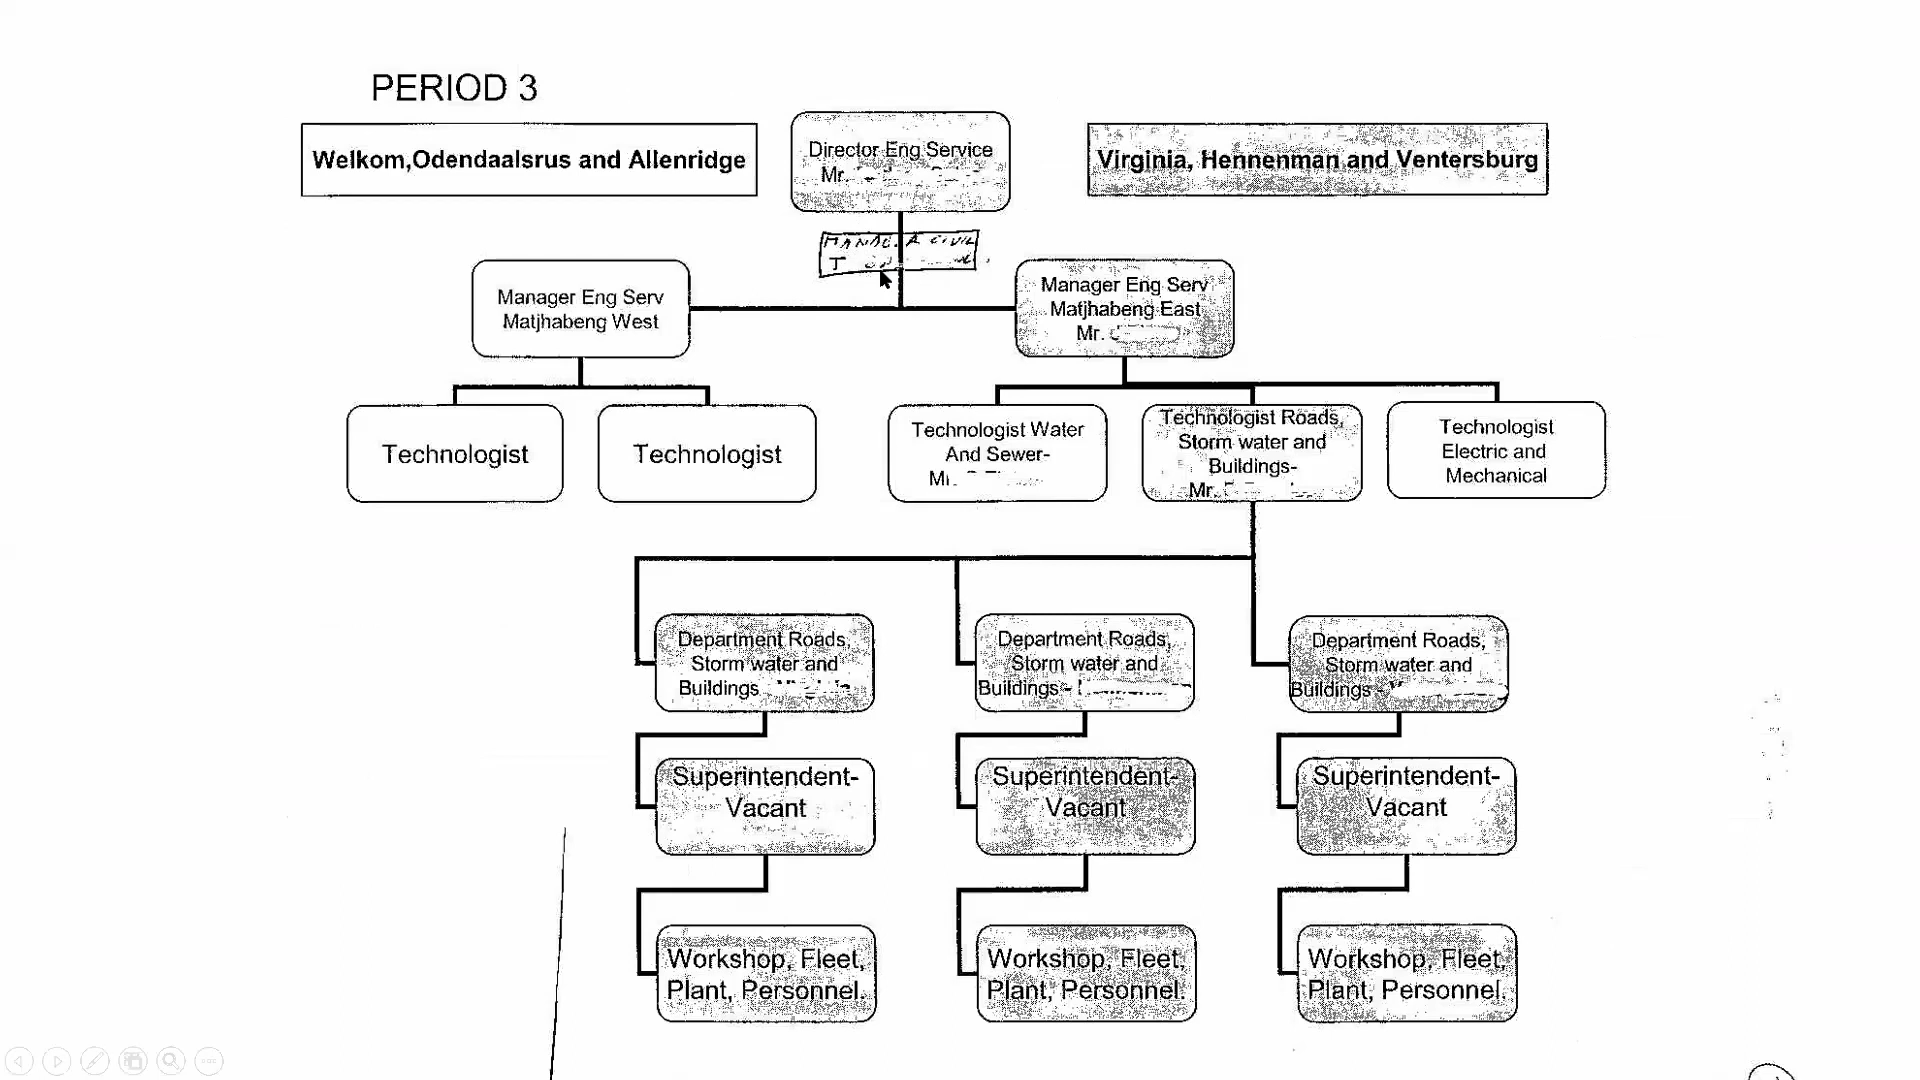 PERIOD 3
Welkom,Odendaalsrus and Allenridge
Director Eng Service
Mr.
Virginia, Hennenman and Ventersburg
CIVIL
Manager Eng Serv
Matjhabeng West
Manager Eng Serv
Matjhabeng East
Mr.
Technologist
Technologist
Technologist Water
And Sewer-
Technologist Roads,
Storm water and
Buildings-
Mr.
Technologist
Electric and
Mechanical
Department Roads,
Storm water and
Buildings
Department Roads,
Storm water and
Buildings -
Department Roads,
Storm water and
Buildings -
Superintendent-
Vacant
Superintendent-
Vacant
Superintendent-
Vacant
Workshop, Fleet,
Plant, Personnel.
Workshop, Fleet,
Plant, Personnel.
Workshop, Fleet,
Plant, Personnel.